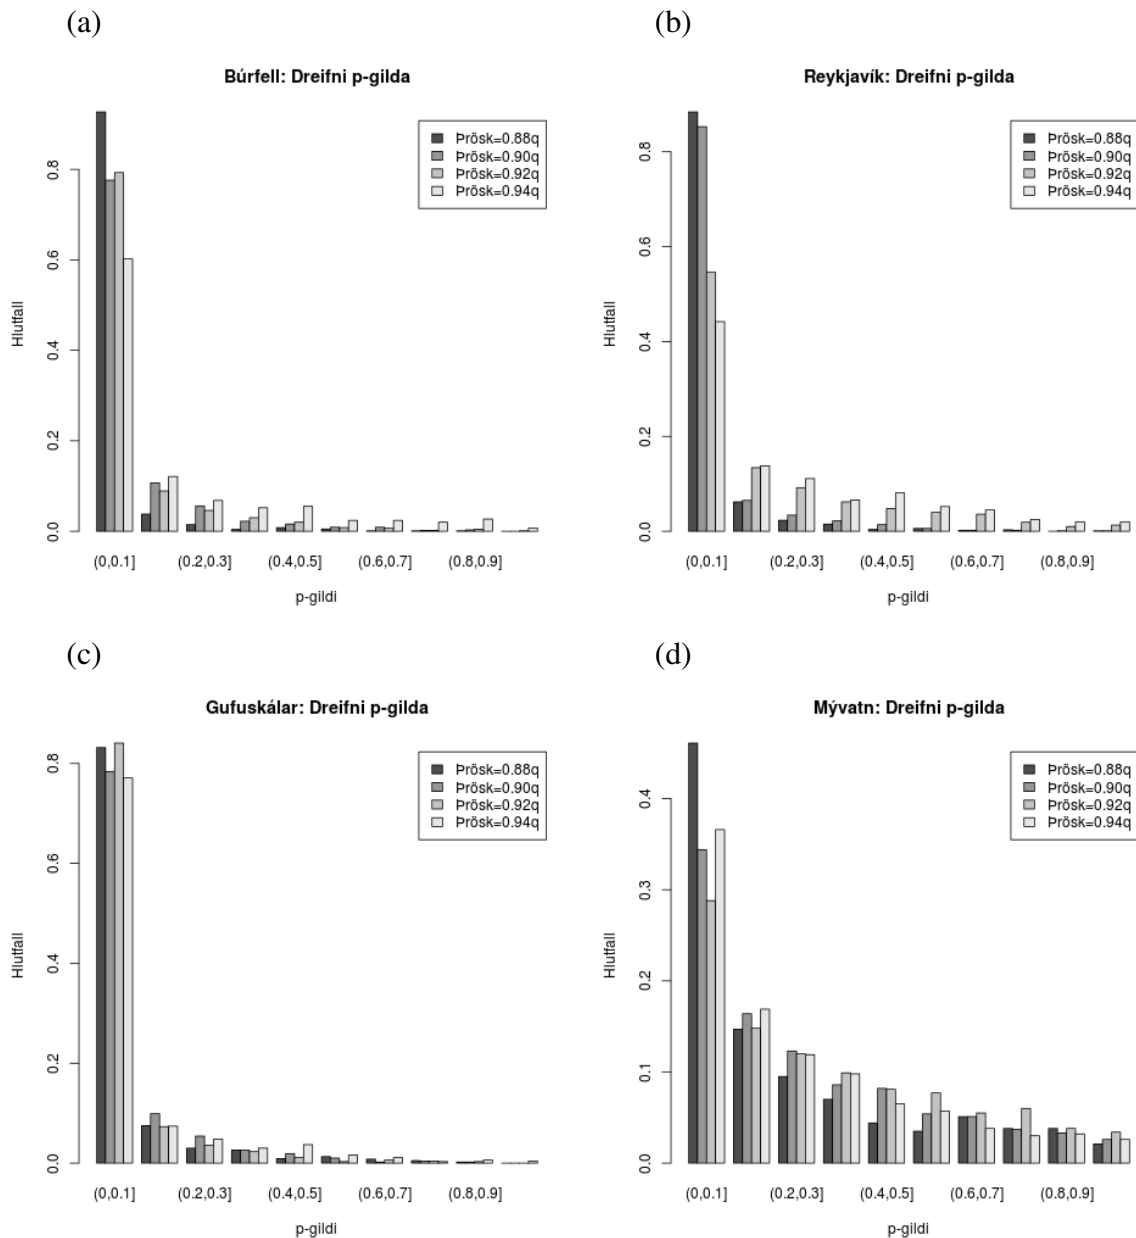 (a)
Búrfell: Dreifni p-gilda
Þrösk=0.88q
Þrösk=0.90q
Þrösk=0.92q
Þrösk=0.94q
Hlutfall
0.0
0.2
0.4
0.6
0.8
(0,0.1]
(0.2,0.3]
(0.4,0.5]
(0.6,0.7]
(0.8,0.9]
p-gildi
(b)
Reykjavík: Dreifni p-gilda
Þrösk=0.88q
Þrösk=0.90q
Þrösk=0.92q
Þrösk=0.94q
Hlutfall
0.0
0.2
0.4
0.6
0.8
(0,0.1]
(0.2,0.3]
(0.4,0.5]
(0.6,0.7]
(0.8,0.9]
p-gildi
(c)
Gufuskálar: Dreifni p-gilda
Þrösk=0.88q
Þrösk=0.90q
Þrösk=0.92q
Þrösk=0.94q
Hlutfall
0.0
0.2
0.4
0.6
0.8
(0,0.1]
(0.2,0.3]
(0.4,0.5]
(0.6,0.7]
(0.8,0.9]
p-gildi
(d)
Mývatn: Dreifni p-gilda
Þrösk=0.88q
Þrösk=0.90q
Þrösk=0.92q
Þrösk=0.94q
Hlutfall
0.0
0.1
0.2
0.3
0.4
(0,0.1]
(0.2,0.3]
(0.4,0.5]
(0.6,0.7]
(0.8,0.9]
p-gildi